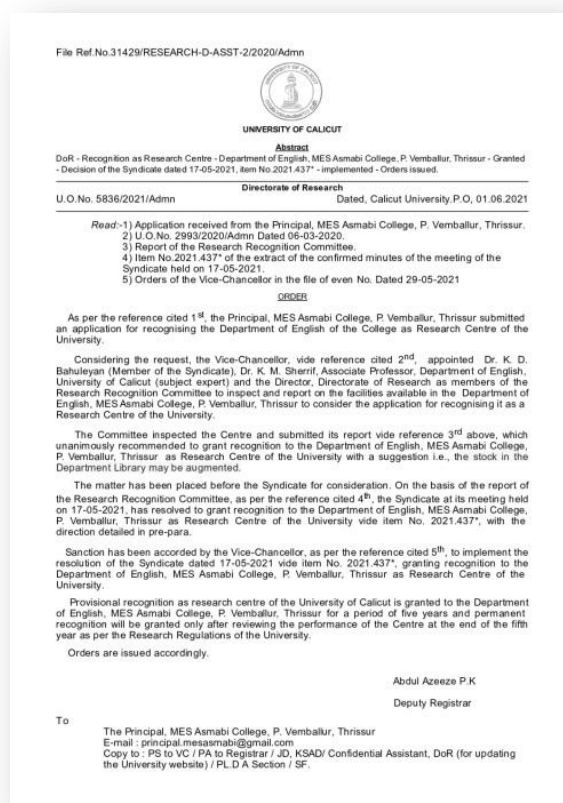 File Ref.No.31429/RESEARCH-D-ASST-2/2020/Admn
UNIVERSITY OF CALICUT
Abstract
DoR - Recognition as Research Centre - Department of English, MES Asmabi College, P. Vemballur, Thrissur - Granted
- Decision of the Syndicate dated 17-05-2021, item No.2021.437* - implemented - Orders issued.
Directorate of Research
U.O.No. 5836/2021/Admn Dated, Calicut University.P.O, 01.06.2021
Read:-1) Application received from the Principal, MES Asmabi College, P. Vemballur, Thrissur.
2) U.O.No. 2993/2020/Admn Dated 06-03-2020.
3) Report of the Research Recognition Committee.
4) Item No.2021.437* of the extract of the confirmed minutes of the meeting of the
Syndicate held on 17-05-2021.
5) Orders of the Vice-Chancellor in the file of even No. Dated 29-05-2021
ORDER
As per the reference cited 1st, the Principal, MES Asmabi College, P. Vemballur, Thrissur submitted
an application for recognising the Department of English of the College as Research Centre of the
University.
Considering the request, the Vice-Chancellor, vide reference cited 2nd, appointed Dr. K. D.
Bahuleyan (Member of the Syndicate), Dr. K. M. Sherrif, Associate Professor, Department of English,
University of Calicut (subject expert) and the Director, Directorate of Research as members of the
Research Recognition Committee to inspect and report on the facilities available in the Department of
English, MES Asmabi College, P. Vemballur, Thrissur to consider the application for recognising it as a
Research Centre of the University.
The Committee inspected the Centre and submitted its report vide reference 3rd above, which
unanimously recommended to grant recognition to the Department of English, MES Asmabi College,
P. Vemballur, Thrissur as Research Centre of the University with a suggestion i.e., the stock in the
Department Library may be augmented.
The matter has been placed before the Syndicate for consideration. On the basis of the report of
the Research Recognition Committee, as per the reference cited 4th, the Syndicate at its meeting held
on 17-05-2021, has resolved to grant recognition to the Department of English, MES Asmabi College,
P. Vemballur, Thrissur as Research Centre of the University vide item No. 2021.437*, with the
direction detailed in pre-para.
Sanction has been accorded by the Vice-Chancellor, as per the reference cited 5th, to implement the
resolution of the Syndicate dated 17-05-2021 vide item No. 2021.437*, granting recognition to the
Department of English, MES Asmabi College, P. Vemballur, Thrissur as Research Centre of the
University.
Provisional recognition as research centre of the University of Calicut is granted to the Department
of English, MES Asmabi College, P. Vemballur, Thrissur for a period of five years and permanent
recognition will be granted only after reviewing the performance of the Centre at the end of the fifth
year as per the Research Regulations of the University.
Orders are issued accordingly.
Abdul Azeeze P.K
Deputy Registrar
To
The Principal, MES Asmabi College, P. Vemballur, Thrissur
E-mail : principal.mesasmabi@gmail.com
Copy to : PS to VC / PA to Registrar / JD, KSAD/ Confidential Assistant, DoR (for updating
the University website) / PL.D A Section / SF.